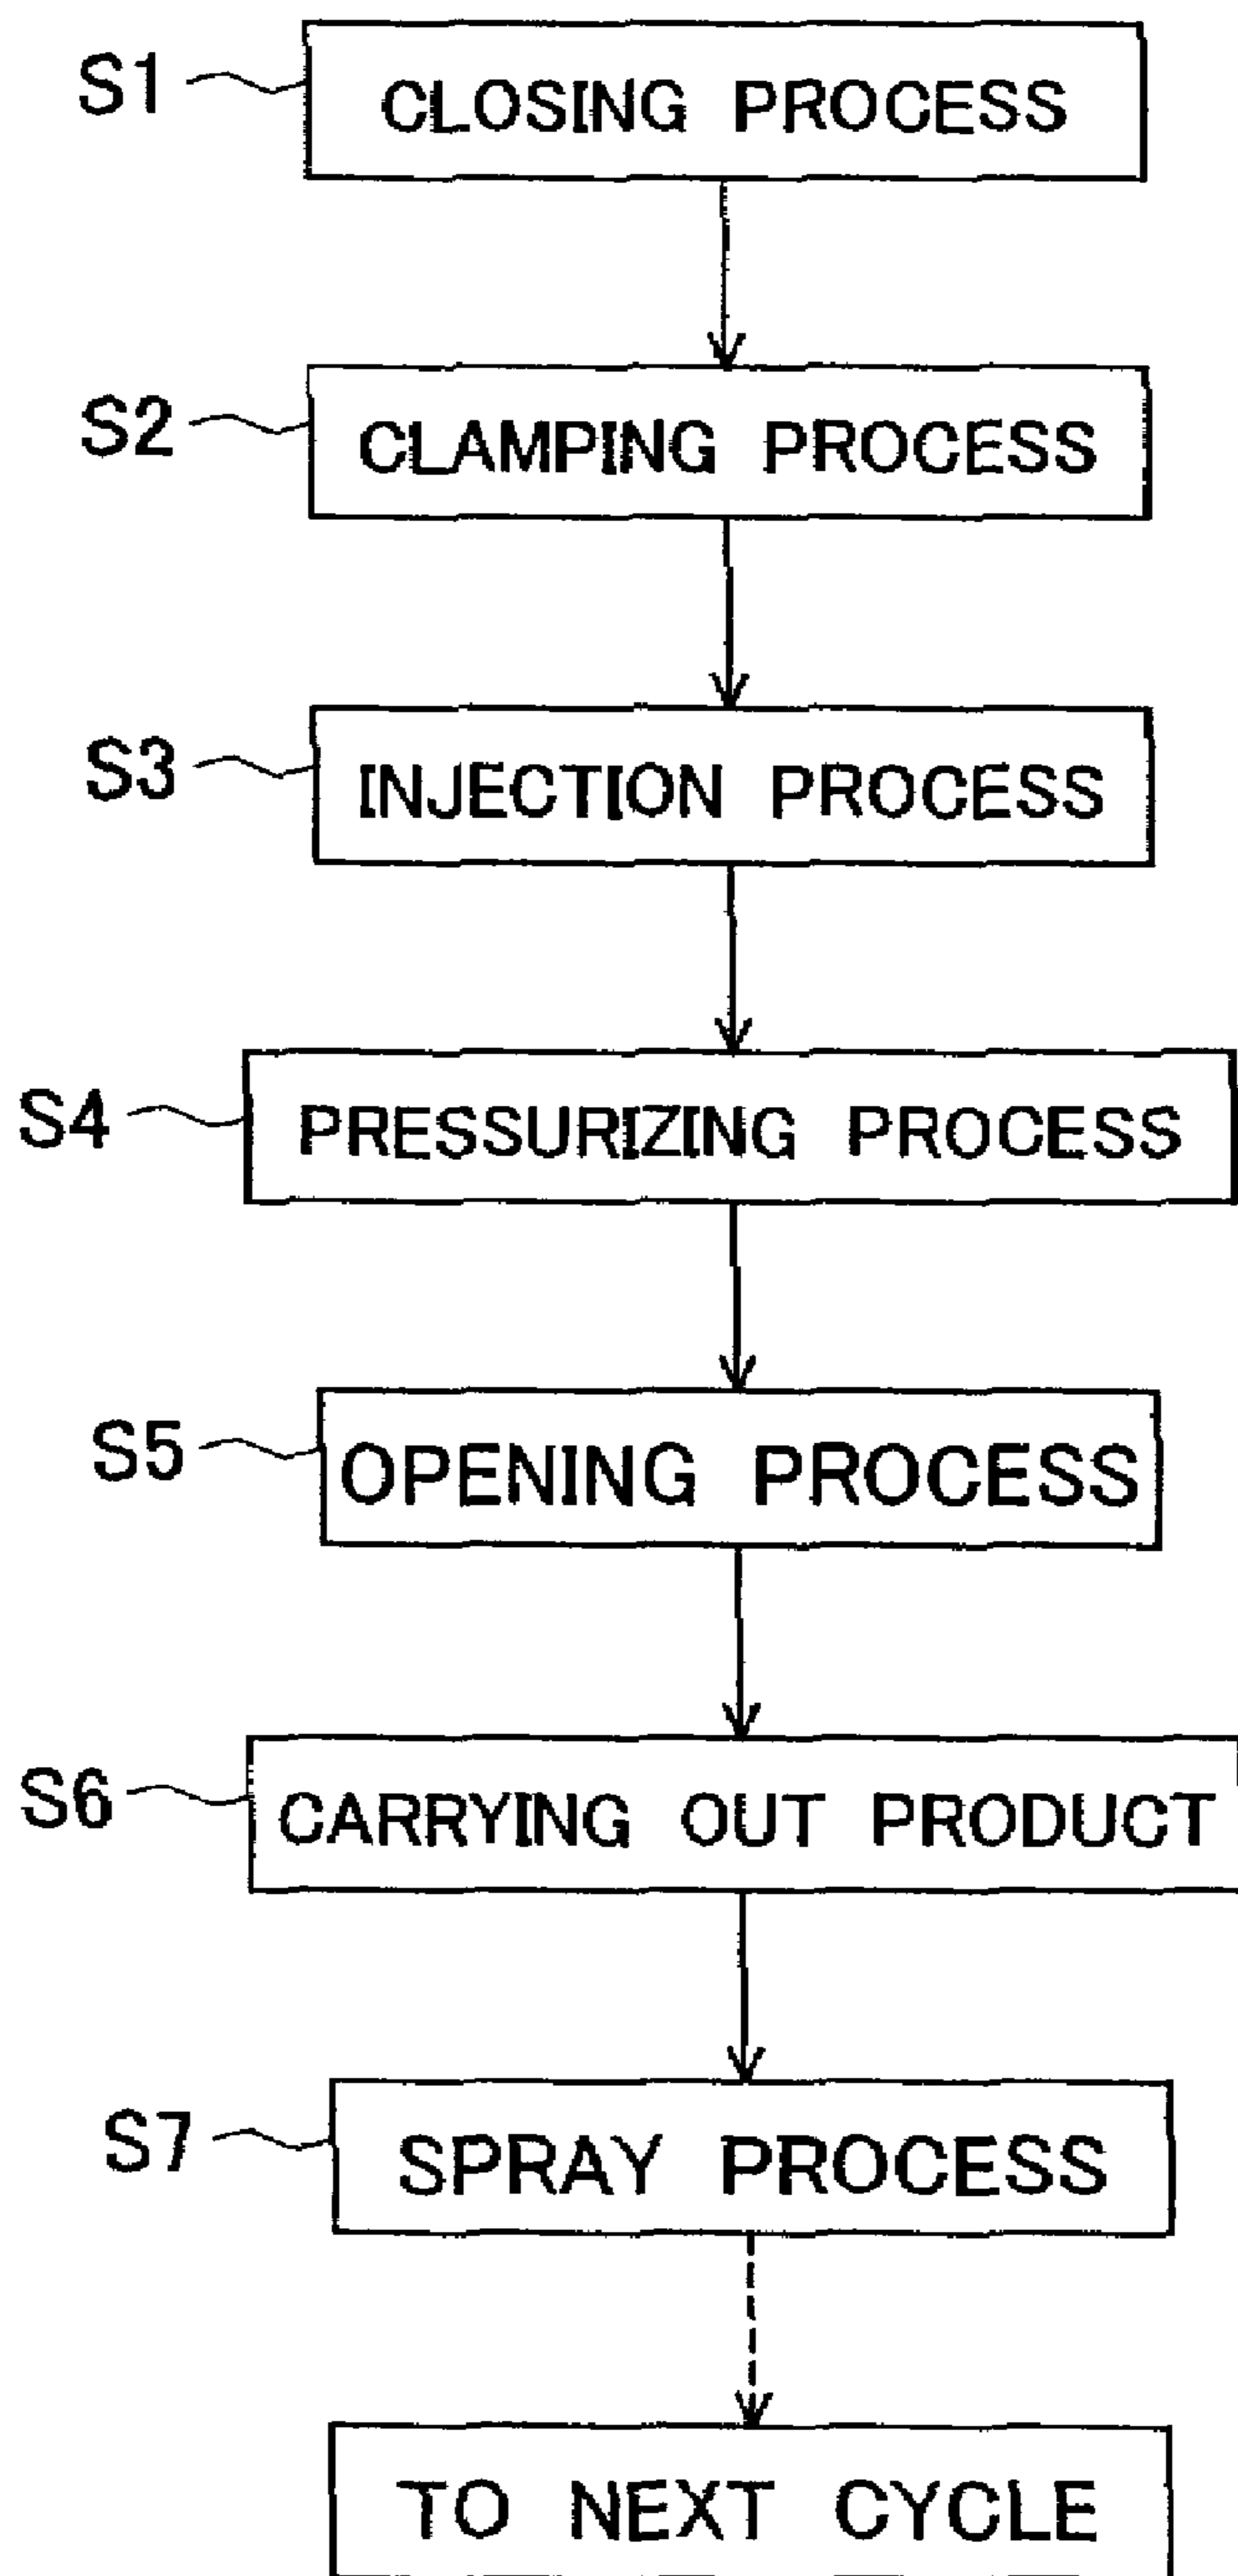 S1 CLOSING PROCESS
S2 CLAMPING PROCESS
S3 INJECTION PROCESS
S4 PRESSURIZING PROCESS
S5 OPENING PROCESS
S6 CARRYING OUT PRODUCT
S7 SPRAY PROCESS
TO NEXT CYCLE